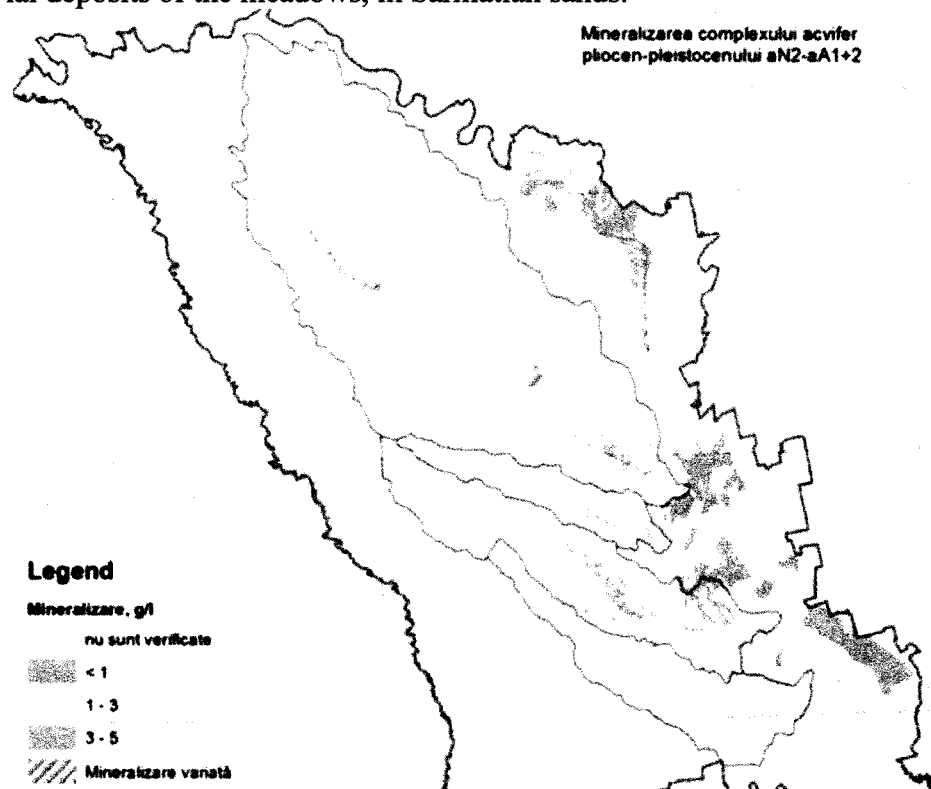 ial deposits of the meadows, in Sarmatian sands.
Mineralizarea complexului acvifer
pliocen-pleistocenului aN2-aA1+2
Legend
Mineralizare, g/l
nu sunt verificate
< 1
1 - 3
3 - 5
Mineralizare variată